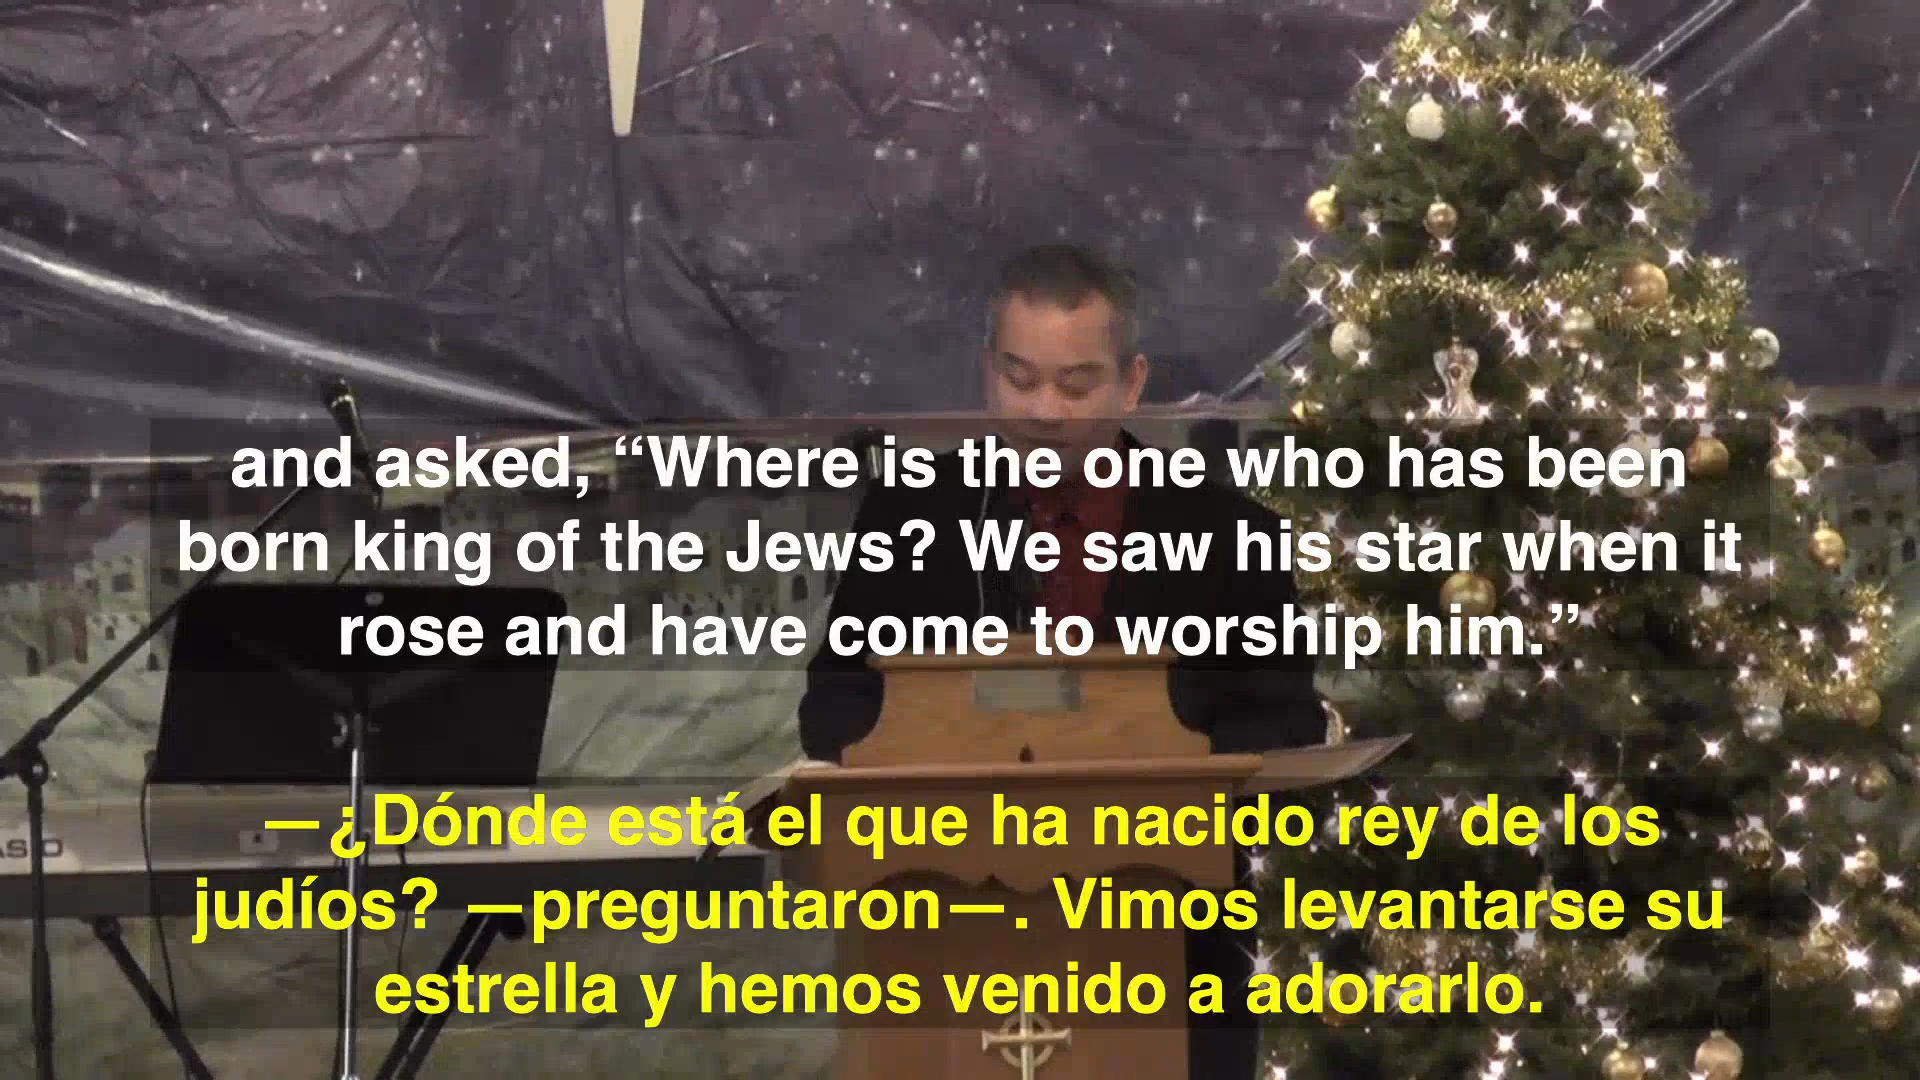 and asked, “Where is the one who has been
born king of the Jews? We saw his star when it
rose and have come to worship him.”
—¿Dónde está el que ha nacido rey de los
judíos? —preguntaron—. Vimos levantarse su
estrella y hemos venido a adorarlo.